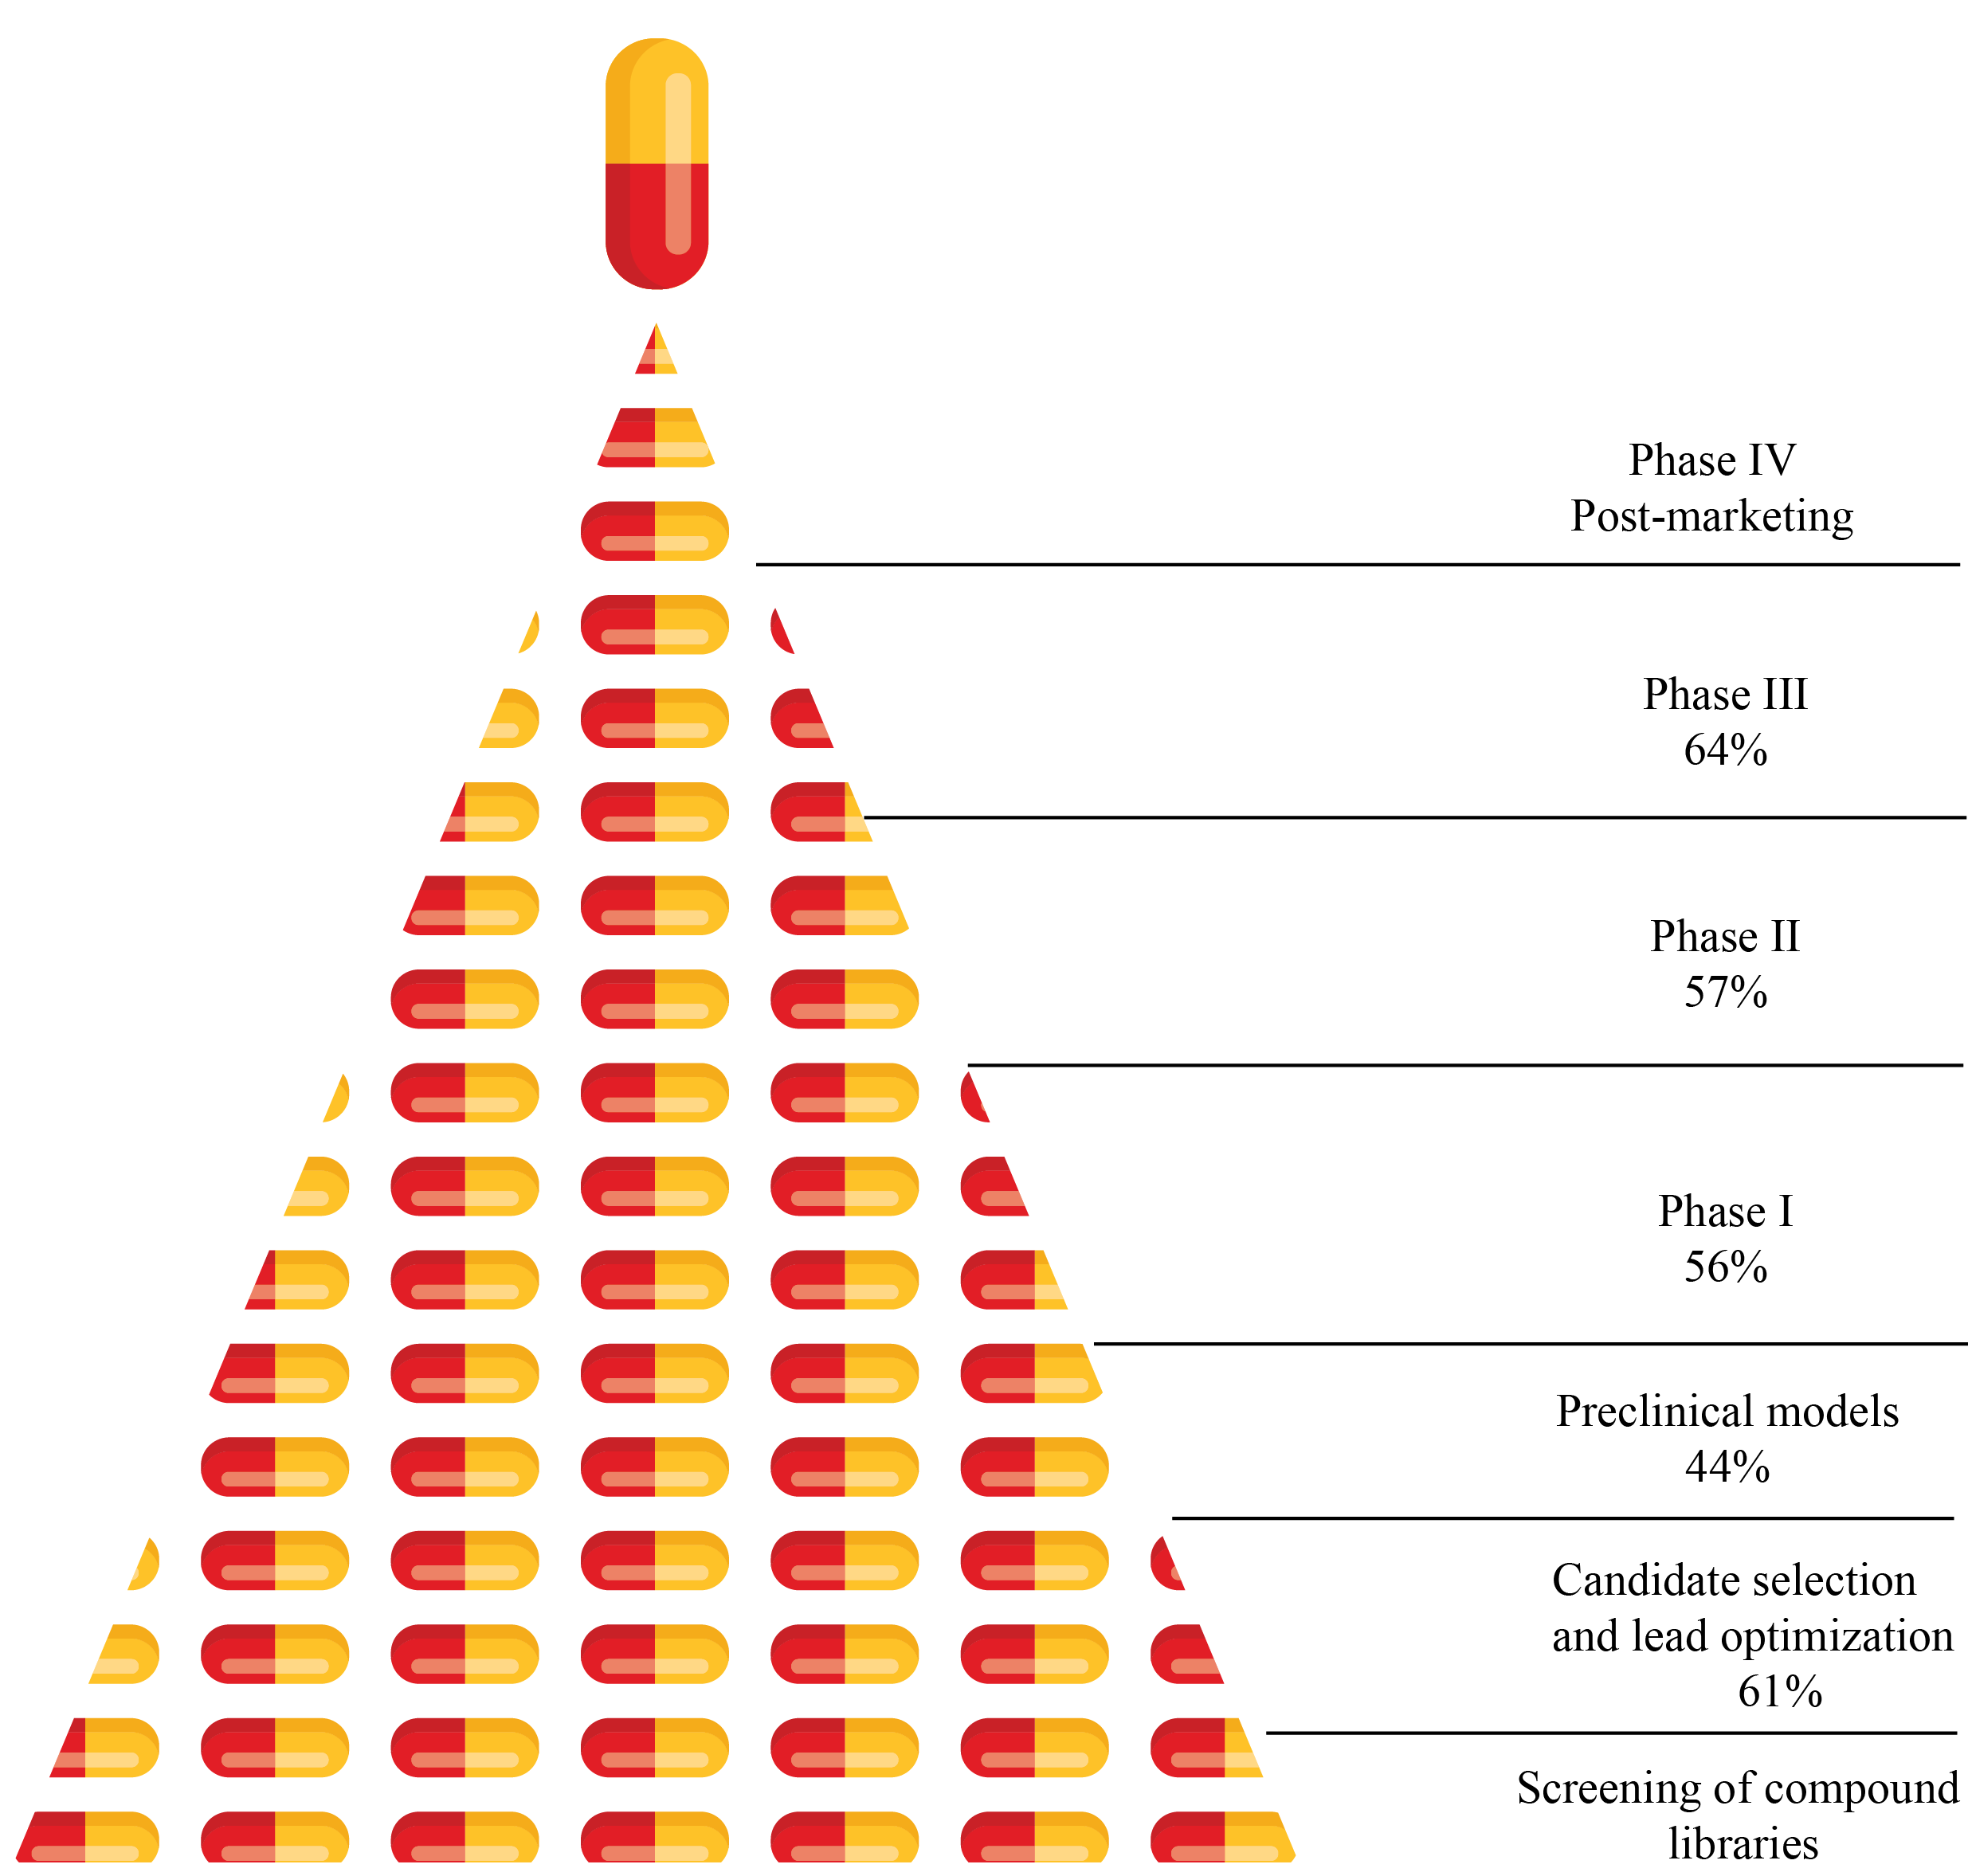 Phase IV
Post-marketing
Phase III
64%
Phase II
57%
Phase I
56%
Preclinical models
44%
Candidate selection
and lead optimization
61%
Screening of compound
libraries